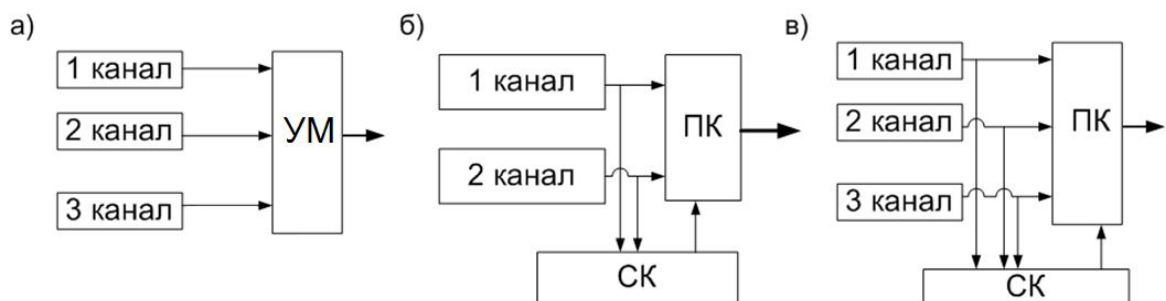 а)
1 канал
2 канал
3 канал
УМ
б)
1 канал
2 канал
ПК
СК
в)
1 канал
2 канал
3 канал
ПК
СК